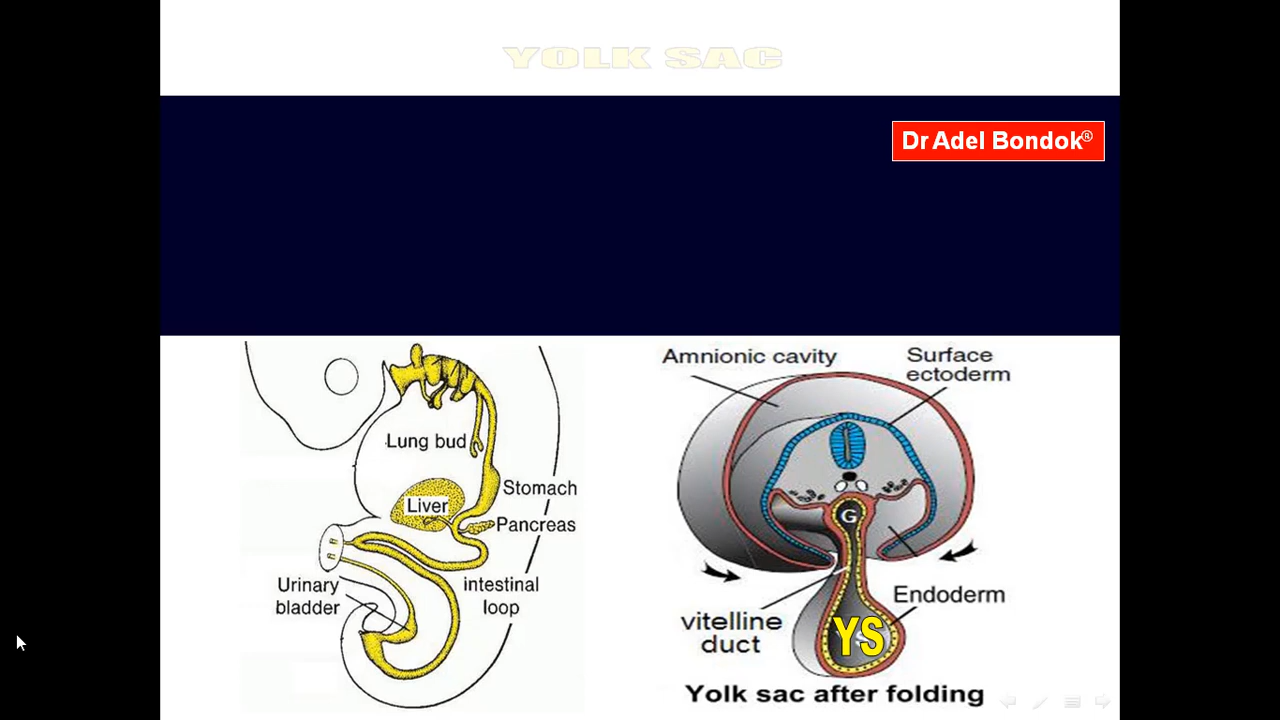 YOLK SAC
Dr Adel Bondok®
Lung bud
Liver
Stomach
Pancreas
Urinary
bladder
intestinal
loop
Amnionic cavity
Surface
ectoderm
G
Endoderm
vitelline
duct
YS
Yolk sac after folding